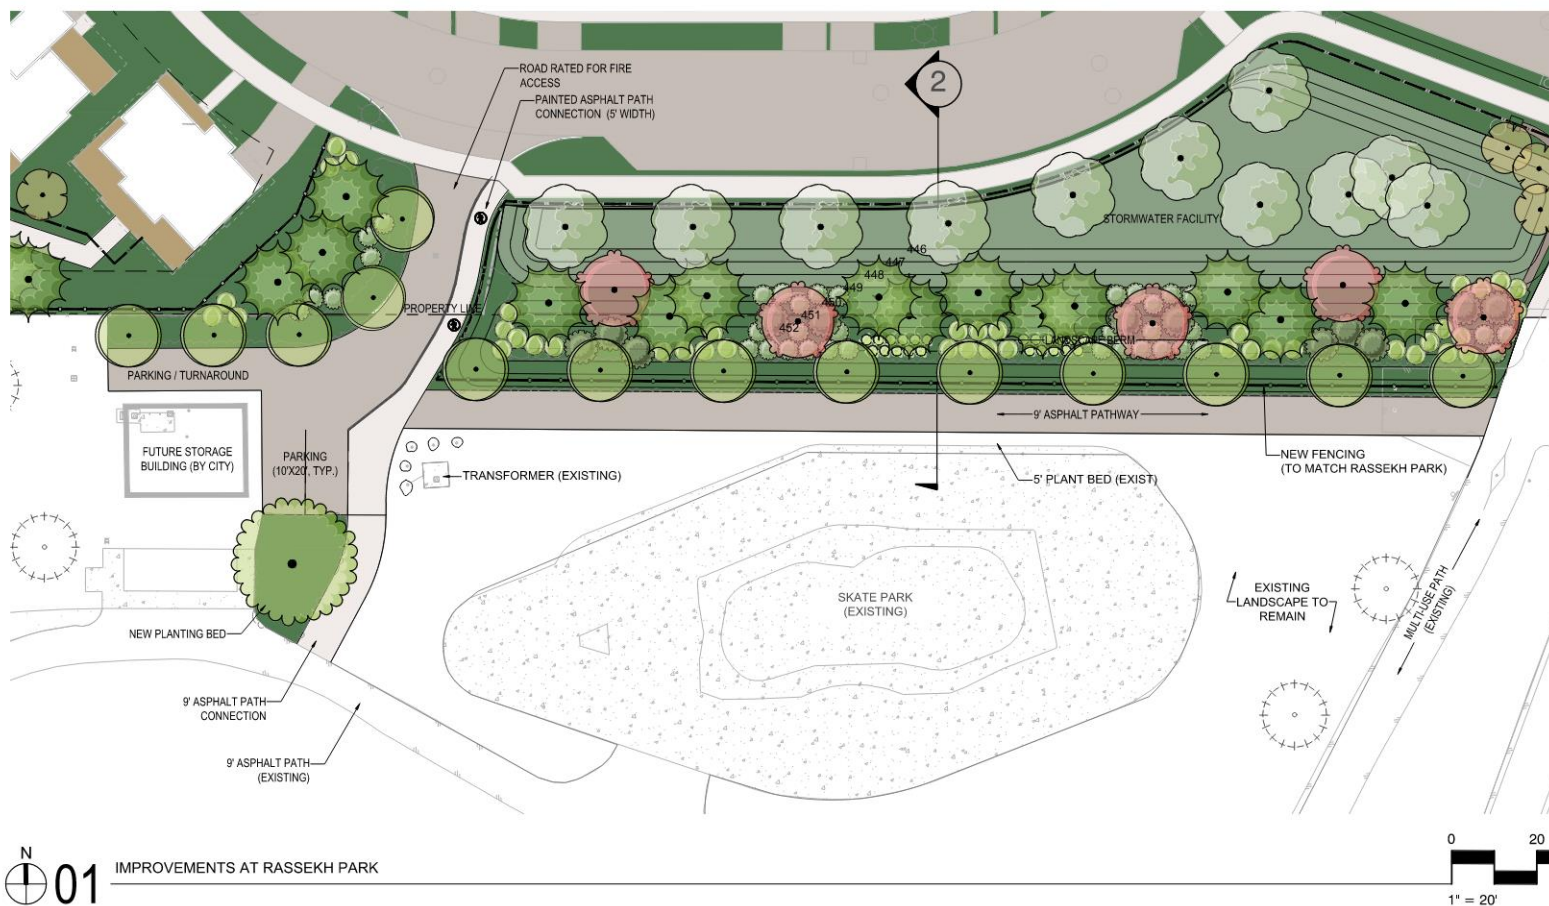 ROAD RATED FOR FIRE
ACCESS
PAINTED ASPHALT PATH
CONNECTION (5' WIDTH)
2
STORMWATER FACILITY
446
447
448
449
450
451
452
PROPERTY LINE
LANDSCAPE BERM
PARKING / TURNAROUND
9' ASPHALT PATHWAY
FUTURE STORAGE
BUILDING (BY CITY)
PARKING
(10'X20', TYP.)
TRANSFORMER (EXISTING)
5' PLANT BED (EXIST)
NEW FENCING
(TO MATCH RASSEKH PARK)
SKATE PARK
(EXISTING)
EXISTING
LANDSCAPE TO
REMAIN
MULTI-USE PATH
(EXISTING)
NEW PLANTING BED
9' ASPHALT PATH
CONNECTION
9' ASPHALT PATH
(EXISTING)
N
01
IMPROVEMENTS AT RASSEKH PARK
0 20
1" = 20'